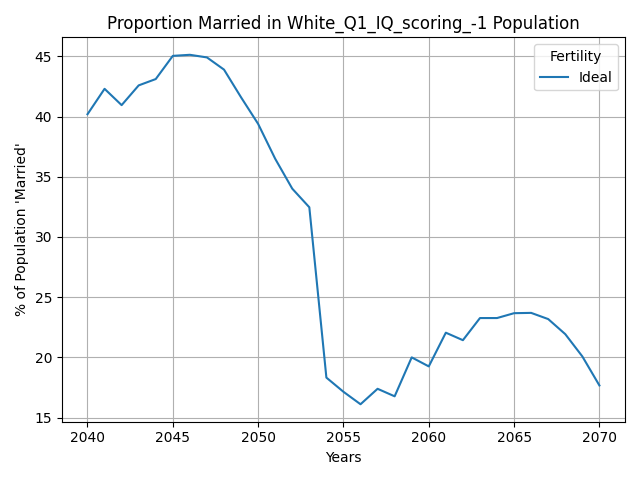 Proportion Married in White_Q1_IQ_scoring_-1 Population
Fertility
Ideal
% of Population 'Married'
45
40
35
30
25
20
15
2040
2045
2050
2055
2060
2065
2070
Years